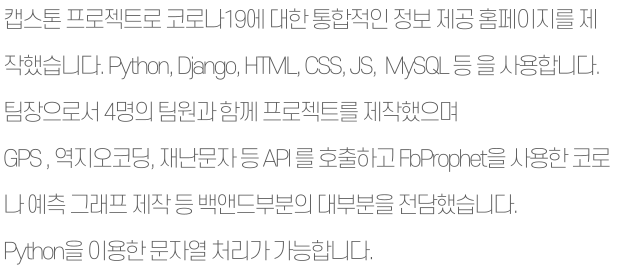 캡스톤 프로젝트로 코로나19에 대한 통합적인 정보 제공 홈페이지를 제
작했습니다. Python, Django, HTML, CSS, JS, MySQL 등 을 사용합니다.
팀장으로서 4명의 팀원과 함께 프로젝트를 제작했으며
GPS , 역지오코딩, 재난문자 등 API 를 호출하고 FbProphet을 사용한 코로
나 예측 그래프 제작 등 백앤드부분의 대부분을 전담했습니다.
Python을 이용한 문자열 처리가 가능합니다.